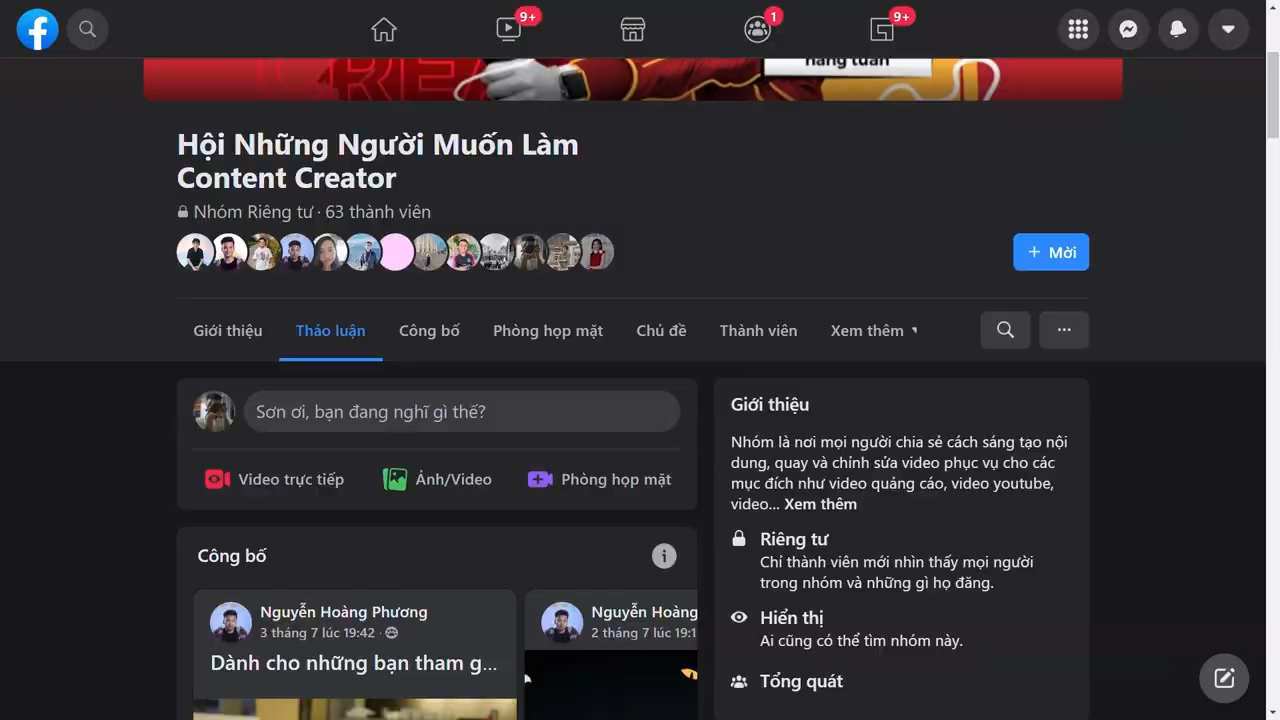 9+
1
9+
CREA
hàng tuần
Hội Những Người Muốn Làm
Content Creator
Nhóm Riêng tư · 63 thành viên
+ Mời
Giới thiệu
Thảo luận
Công bố
Phòng họp mặt
Chủ đề
Thành viên
Xem thêm
Sơn ơi, bạn đang nghĩ gì thế?
Video trực tiếp
Ảnh/Video
Phòng họp mặt
Công bố
Nguyễn Hoàng Phương
3 tháng 7 lúc 19:42 ·
Dành cho những bạn tham g...
Nguyễn Hoàng
2 tháng 7 lúc 19:1
Giới thiệu
Nhóm là nơi mọi người chia sẻ cách sáng tạo nội
dung, quay và chỉnh sửa video phục vụ cho các
mục đích như video quảng cáo, video youtube,
video... Xem thêm
Riêng tư
Chỉ thành viên mới nhìn thấy mọi người
trong nhóm và những gì họ đăng.
Hiển thị
Ai cũng có thể tìm nhóm này.
Tổng quát